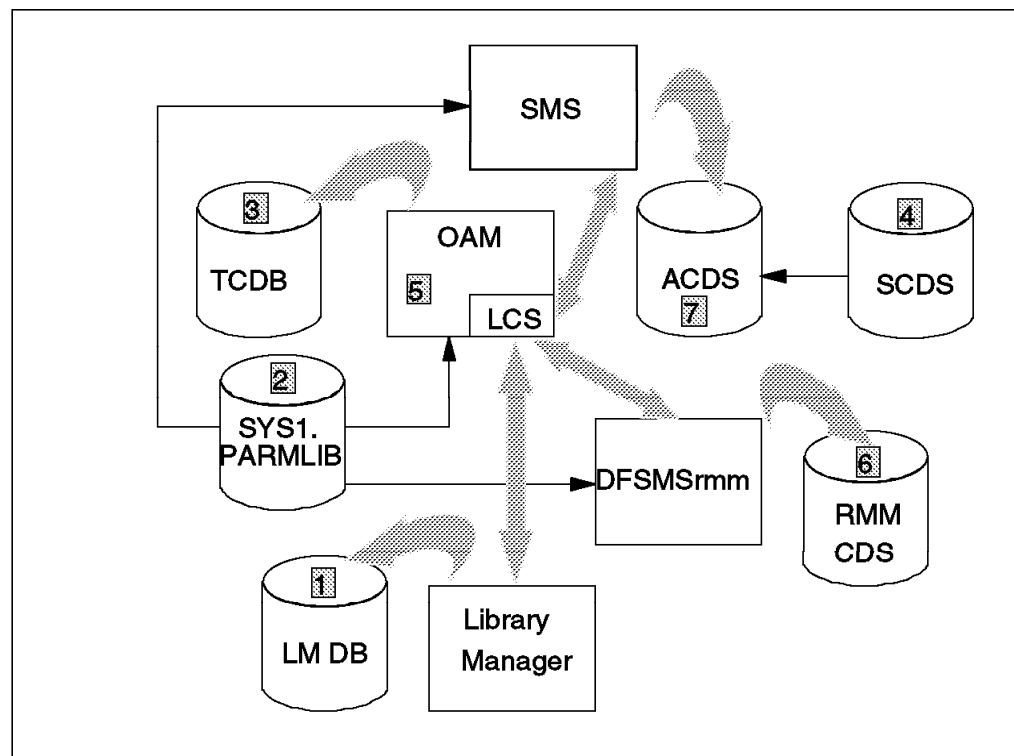 SMS
3
TCDB
OAM
5
LCS
ACDS
7
4
SCDS
2
SYS1.
PARMLIB
DFSMSrmm
6
RMM
CDS
1
LM DB
Library
Manager